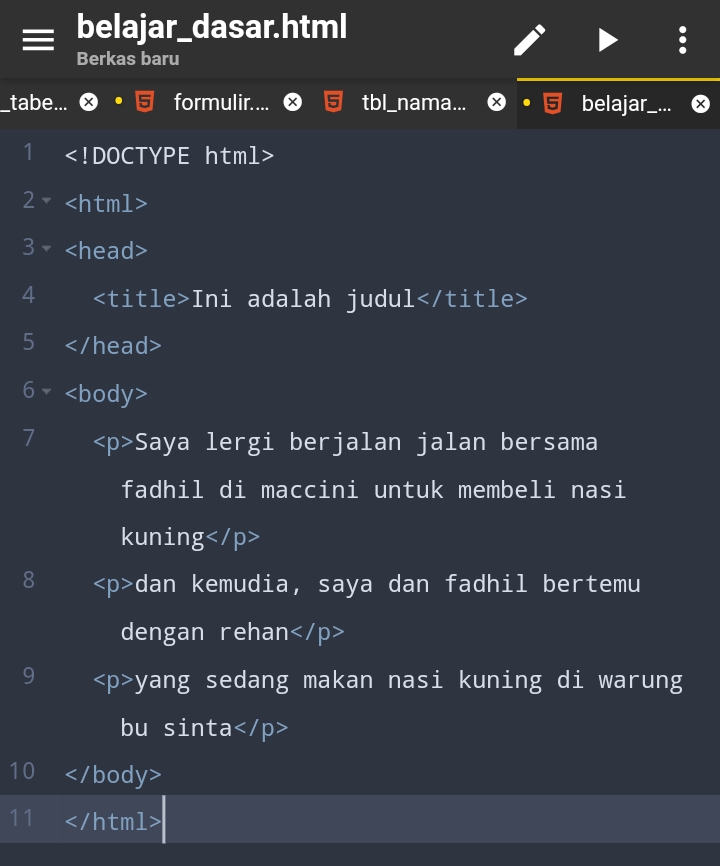 belajar_dasar.html
Berkas baru
_tabe... formulir.... tbl_nama... belajar_...
1 <!DOCTYPE html>
2 <html>
3 <head>
4 <title>Ini adalah judul</title>
5 </head>
6 <body>
7 <p>Saya lergi berjalan jalan bersama
fadhil di maccini untuk membeli nasi
kuning</p>
8 <p>dan kemudia, saya dan fadhil bertemu
dengan rehan</p>
9 <p>yang sedang makan nasi kuning di warung
bu sinta</p>
10 </body>
11 </html>